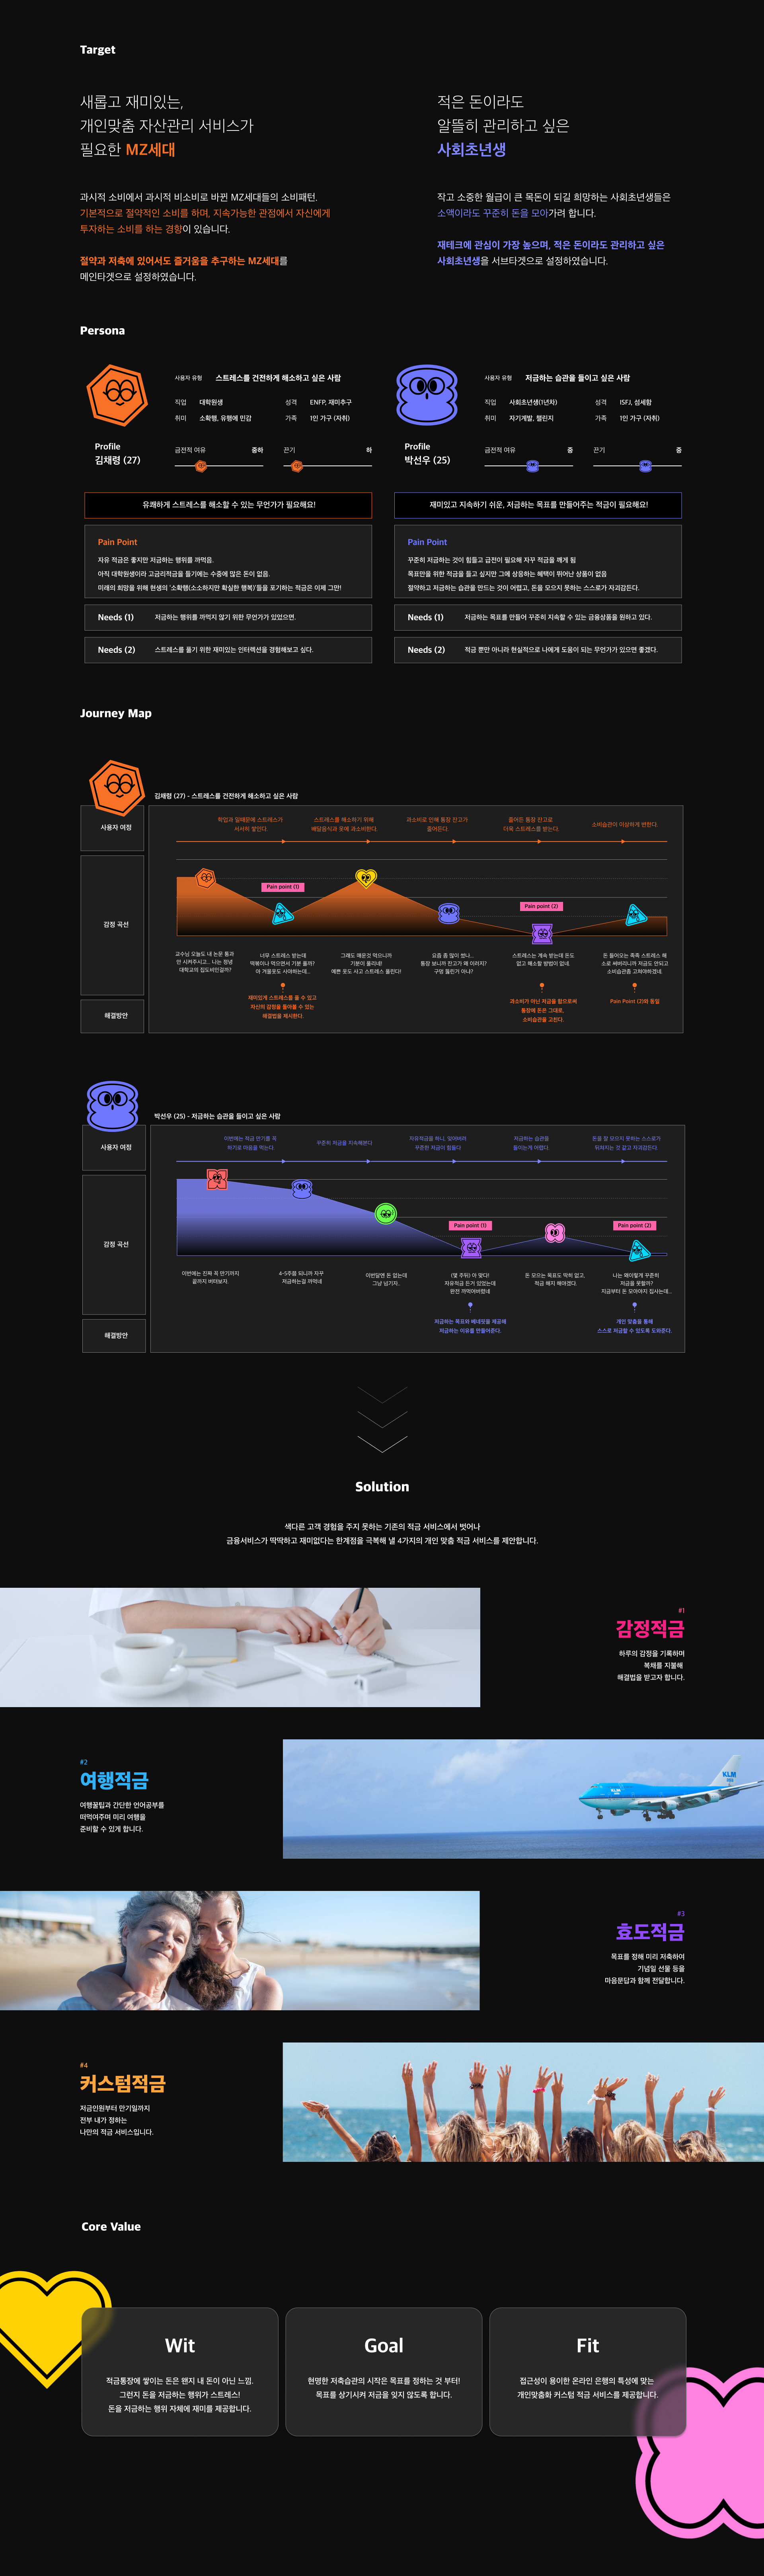 Target
새롭고 재미있는,
개인맞춤 자산관리 서비스가
필요한 MZ세대
과시적 소비에서 과시적 비소비로 바뀐 MZ세대들의 소비패턴.
기본적으로 절약적인 소비를 하며, 지속가능한 관점에서 자신에게
투자하는 소비를 하는 경향이 있습니다.
절약과 저축에 있어서도 즐거움을 추구하는 MZ세대를
메인타겟으로 설정하였습니다.
적은 돈이라도
알뜰히 관리하고 싶은
사회초년생
작고 소중한 월급이 큰 목돈이 되길 희망하는 사회초년생들은
소액이라도 꾸준히 돈을 모아가려 합니다.
재테크에 관심이 가장 높으며, 적은 돈이라도 관리하고 싶은
사회초년생을 서브타겟으로 설정하였습니다.
Persona
사용자 유형 스트레스를 건전하게 해소하고 싶은 사람
직업 대학원생 성격 ENFP, 재미추구
취미 소확행, 유행에 민감 가족 1인 가구 (자취)
Profile
김채령 (27)
금전적 여유 중하 끈기 하
유쾌하게 스트레스를 해소할 수 있는 무언가가 필요해요!
Pain Point
자유 적금은 좋지만 저금하는 행위를 까먹음.
아직 대학원생이라 고금리적금을 들기에는 수중에 많은 돈이 없음.
미래의 희망을 위해 현생의 '소확행(소소하지만 확실한 행복)'들을 포기하는 적금은 이제 그만!
Needs (1) 저금하는 행위를 까먹지 않기 위한 무언가가 있었으면.
Needs (2) 스트레스를 풀기 위한 재미있는 인터랙션을 경험해보고 싶다.
사용자 유형 저금하는 습관을 들이고 싶은 사람
직업 사회초년생(1년차) 성격 ISFJ, 섬세함
취미 자기계발, 챌린지 가족 1인 가구 (자취)
Profile
박선우 (25)
금전적 여유 중 끈기 중
재미있고 지속하기 쉬운, 저금하는 목표를 만들어주는 적금이 필요해요!
Pain Point
꾸준히 저금하는 것이 힘들고 급전이 필요해 자꾸 적금을 깨게 됨
목표만을 위한 적금을 들고 싶지만 그에 상응하는 혜택이 뛰어난 상품이 없음
절약하고 저금하는 습관을 만드는 것이 어렵고, 돈을 모으지 못하는 스스로가 자괴감든다.
Needs (1) 저금하는 목표를 만들어 꾸준히 지속할 수 있는 금융상품을 원하고 있다.
Needs (2) 적금 뿐만 아니라 현실적으로 나에게 도움이 되는 무언가가 있으면 좋겠다.
Journey Map
김채령 (27) - 스트레스를 건전하게 해소하고 싶은 사람
사용자 여정
학업과 일때문에 스트레스가
서서히 쌓인다.
스트레스를 해소하기 위해
배달음식과 옷에 과소비한다.
과소비로 인해 통장 잔고가
줄어든다.
줄어든 통장 잔고로
더욱 스트레스를 받는다.
소비습관이 이상하게 변한다.
감정 곡선
Pain point (1)
Pain point (2)
교수님 오늘도 내 논문 통과
만 시켜주시고... 나는 정녕
대학교의 집도비인걸까?
너무 스트레스 받는데
떡볶이나 먹으면서 기분 풀까?
아 겨울옷도 사야하는데...
그래도 매운것 먹으니까
기분이 풀리네!
예쁜 옷도 사고 스트레스 풀린다!
요즘 좀 많이 썼나...
통장 보니까 잔고가 왜 이러지?
구멍 뚫린거 아냐?
스트레스는 계속 받는데 돈도
없고 해소할 방법이 없네.
돈 들어오는 족족 스트레스 해
소로 써버리니까 저금도 안되고
소비습관좀 고쳐야하겠네.
해결방안
재미있게 스트레스를 풀 수 있고
자신의 감정을 돌아볼 수 있는
해결법을 제시한다.
과소비가 아닌 저금을 함으로써
통장에 돈은 그대로,
소비습관을 고친다.
Pain Point (2)와 동일
박선우 (25) - 저금하는 습관을 들이고 싶은 사람
사용자 여정
이번에는 적금 만기를 꼭
하기로 마음을 먹는다.
꾸준히 저금을 지속해본다
자유적금을 하니, 잊어버려
꾸준한 저금이 힘들다
저금하는 습관을
들이는게 어렵다.
돈을 잘 모으지 못하는 스스로가
뒤쳐지는 것 같고 자괴감든다.
감정 곡선
Pain point (1)
Pain point (2)
이번에는 진짜 꼭 만기까지
끝까지 버텨보자.
4~5주쯤 되니까 자꾸
저금하는걸 까먹네
이번달엔 돈 없는데
그냥 넘기자..
(몇 주뒤) 아 맞다!
자유적금 든거 있었는데
완전 까먹어버렸네
돈 모으는 목표도 딱히 없고,
적금 해지 해야겠다.
나는 왜이렇게 꾸준히
저금을 못할까?
지금부터 돈 모아야지 집사는데...
해결방안
저금하는 목표와 베네핏을 제공해
저금하는 이유를 만들어준다.
개인 맞춤을 통해
스스로 저금할 수 있도록 도와준다.
Solution
색다른 고객 경험을 주지 못하는 기존의 적금 서비스에서 벗어나
금융서비스가 딱딱하고 재미없다는 한계점을 극복해 낼 4가지의 개인 맞춤 적금 서비스를 제안합니다.
#1
감정적금
하루의 감정을 기록하며
복채를 지불해
해결법을 받고자 합니다.
#2
여행적금
여행꿀팁과 간단한 언어공부를
떠먹여주며 미리 여행을
준비할 수 있게 합니다.
KLM
KLM
#3
효도적금
목표를 정해 미리 저축하여
기념일 선물 등을
마음문답과 함께 전달합니다.
#4
커스텀적금
저금인원부터 만기일까지
전부 내가 정하는
나만의 적금 서비스입니다.
Core Value
Wit
적금통장에 쌓이는 돈은 왠지 내 돈이 아닌 느낌.
그런지 돈을 저금하는 행위가 스트레스!
돈을 저금하는 행위 자체에 재미를 제공합니다.
Goal
현명한 저축습관의 시작은 목표를 정하는 것 부터!
목표를 상기시켜 저금을 잊지 않도록 합니다.
Fit
접근성이 용이한 온라인 은행의 특성에 맞는
개인맞춤화 커스텀 적금 서비스를 제공합니다.